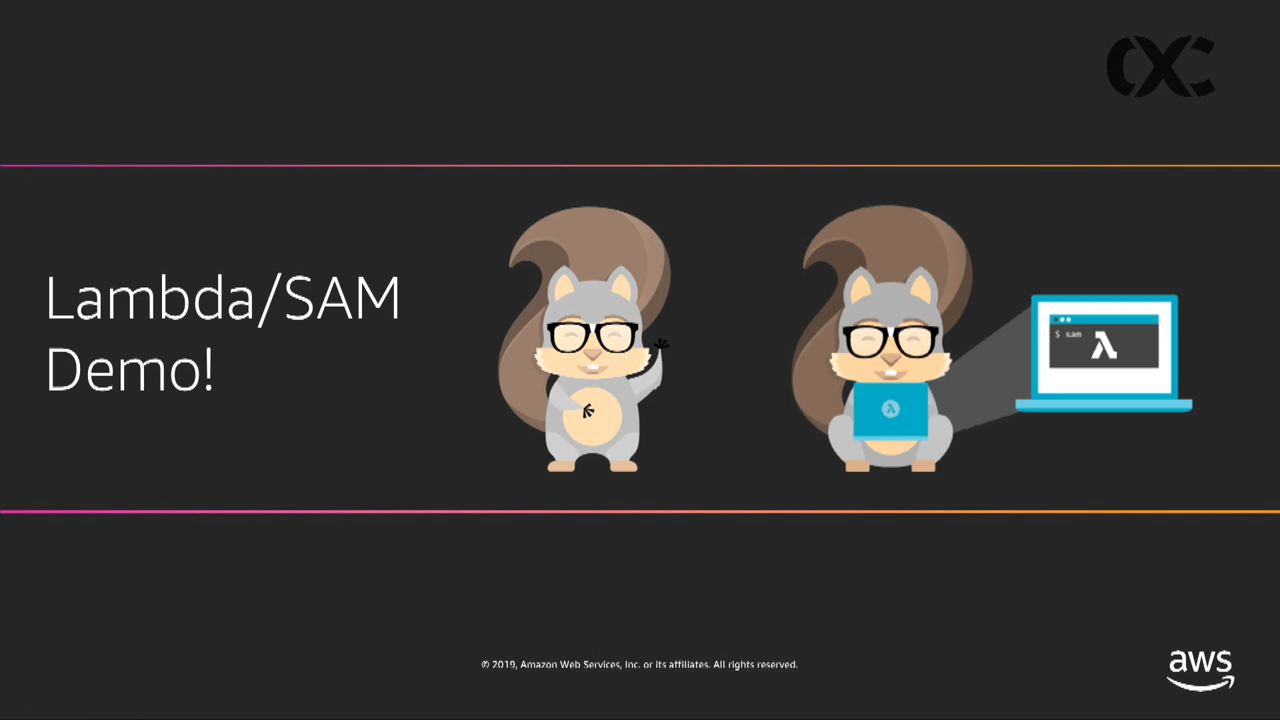 Lambda/SAM
Demo!
$ sam
© 2019, Amazon Web Services, Inc. or its affiliates. All rights reserved.
aws